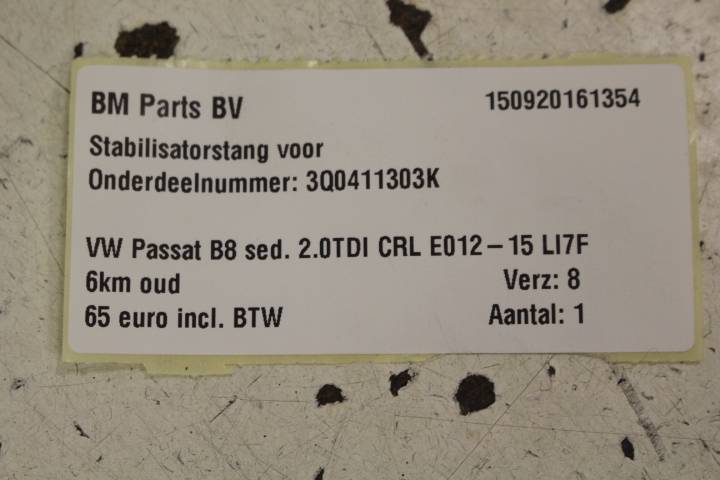 BM Parts BV 150920161354
Stabilisatorstang voor
Onderdeelnummer: 3Q0411303K
VW Passat B8 sed. 2.0TDI CRL E012-15 LI7F
6km oud Verz: 8
65 euro incl. BTW Aantal: 1